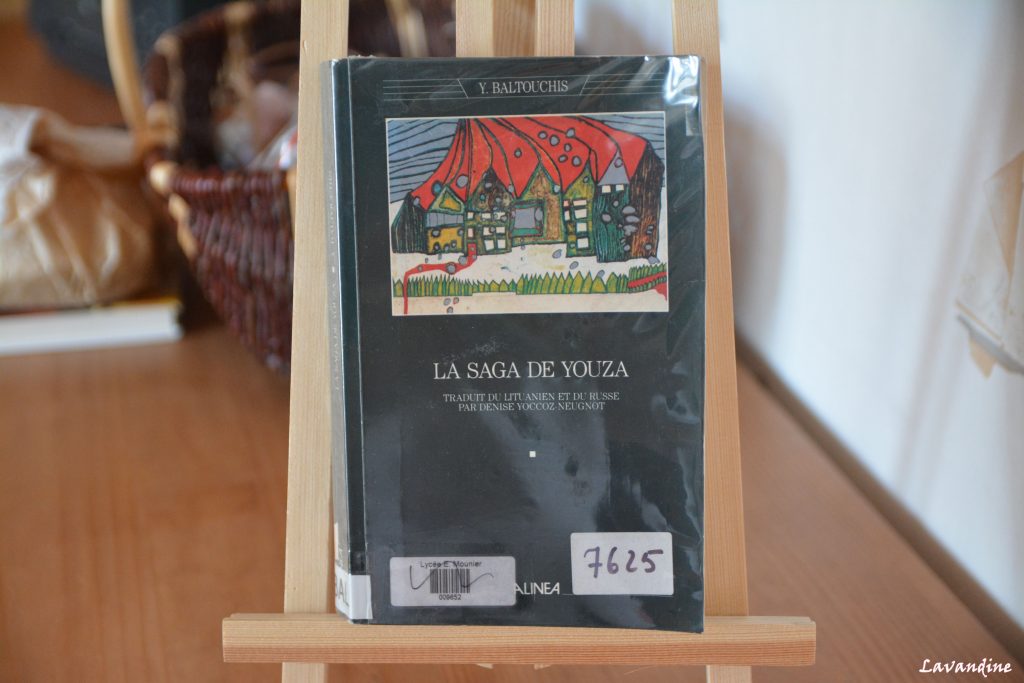 Y. BALTOUCHIS
LA SAGA DE YOUZA
TRADUIT DU LITUANIEN ET DU RUSSE
PAR DENISE YOCCOZ-NEUGNOT
Lycée E. Mounier
009652
7625
ALINEA
Lavandine